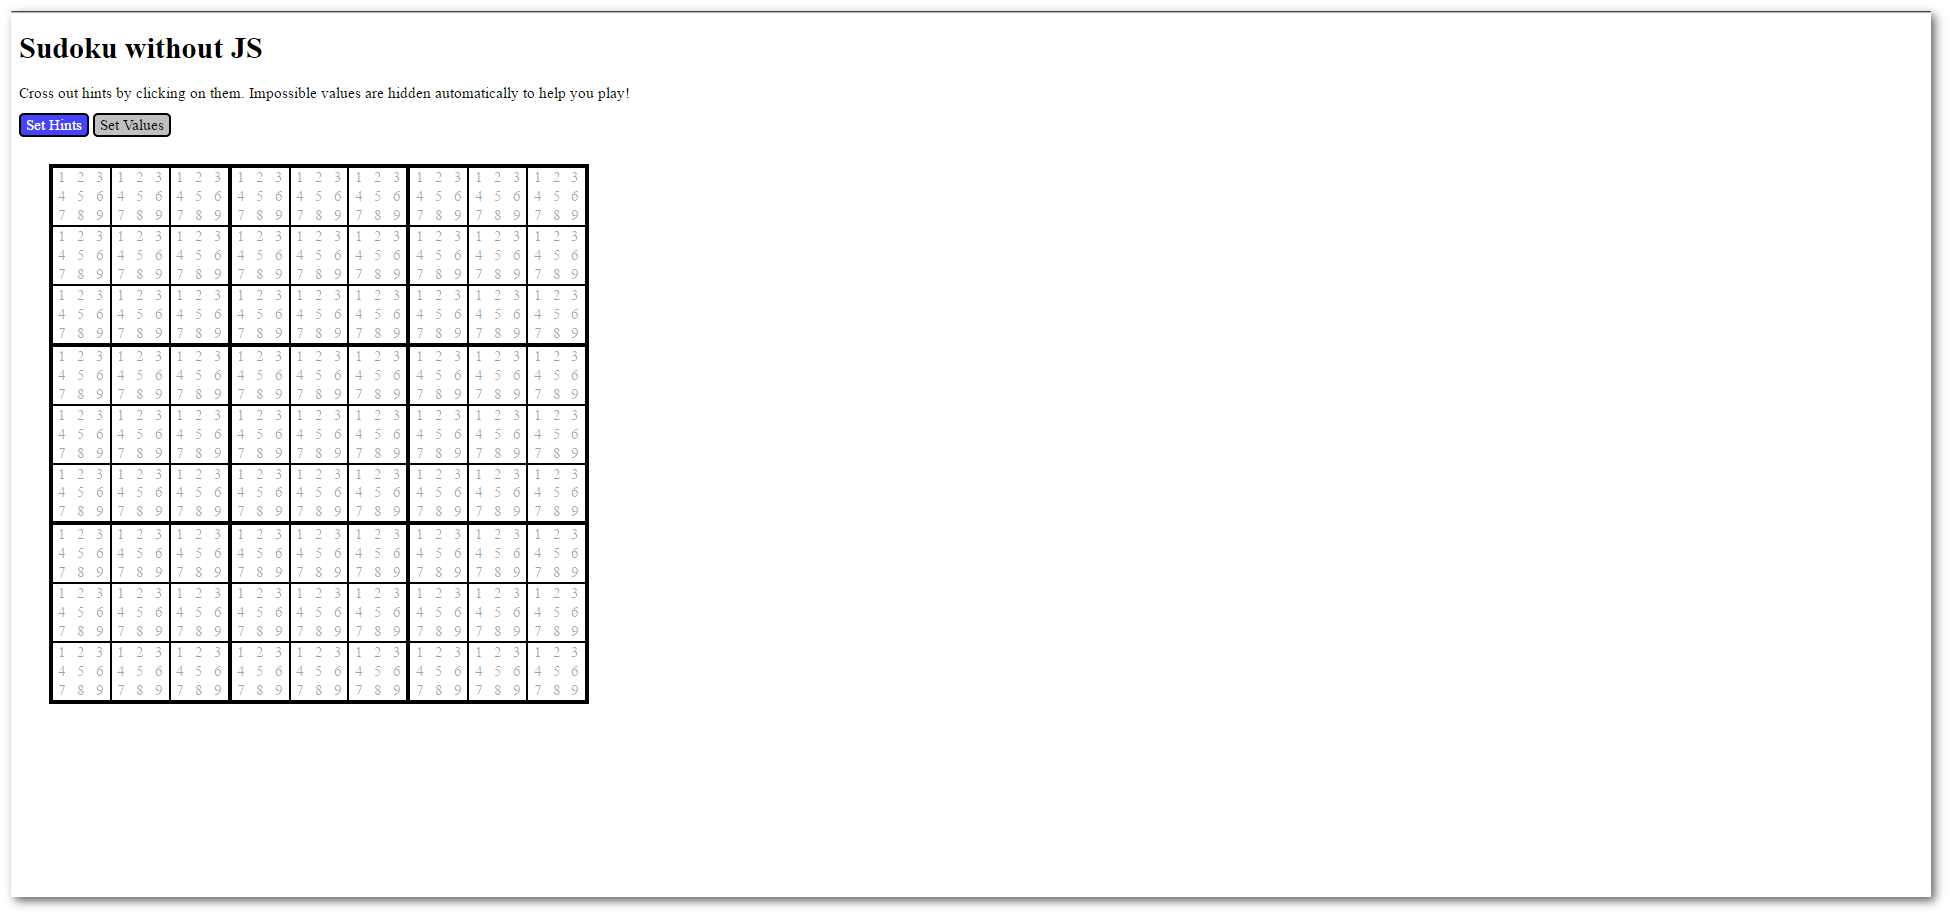 Sudoku without JS
Cross out hints by clicking on them. Impossible values are hidden automatically to help you play!
Set Hints Set Values
1 2 3 1 2 3 1 2 3 1 2 3 1 2 3 1 2 3 1 2 3 1 2 3 1 2 3
4 5 6 4 5 6 4 5 6 4 5 6 4 5 6 4 5 6 4 5 6 4 5 6 4 5 6
7 8 9 7 8 9 7 8 9 7 8 9 7 8 9 7 8 9 7 8 9 7 8 9 7 8 9
1 2 3 1 2 3 1 2 3 1 2 3 1 2 3 1 2 3 1 2 3 1 2 3 1 2 3
4 5 6 4 5 6 4 5 6 4 5 6 4 5 6 4 5 6 4 5 6 4 5 6 4 5 6
7 8 9 7 8 9 7 8 9 7 8 9 7 8 9 7 8 9 7 8 9 7 8 9 7 8 9
1 2 3 1 2 3 1 2 3 1 2 3 1 2 3 1 2 3 1 2 3 1 2 3 1 2 3
4 5 6 4 5 6 4 5 6 4 5 6 4 5 6 4 5 6 4 5 6 4 5 6 4 5 6
7 8 9 7 8 9 7 8 9 7 8 9 7 8 9 7 8 9 7 8 9 7 8 9 7 8 9
1 2 3 1 2 3 1 2 3 1 2 3 1 2 3 1 2 3 1 2 3 1 2 3 1 2 3
4 5 6 4 5 6 4 5 6 4 5 6 4 5 6 4 5 6 4 5 6 4 5 6 4 5 6
7 8 9 7 8 9 7 8 9 7 8 9 7 8 9 7 8 9 7 8 9 7 8 9 7 8 9
1 2 3 1 2 3 1 2 3 1 2 3 1 2 3 1 2 3 1 2 3 1 2 3 1 2 3
4 5 6 4 5 6 4 5 6 4 5 6 4 5 6 4 5 6 4 5 6 4 5 6 4 5 6
7 8 9 7 8 9 7 8 9 7 8 9 7 8 9 7 8 9 7 8 9 7 8 9 7 8 9
1 2 3 1 2 3 1 2 3 1 2 3 1 2 3 1 2 3 1 2 3 1 2 3 1 2 3
4 5 6 4 5 6 4 5 6 4 5 6 4 5 6 4 5 6 4 5 6 4 5 6 4 5 6
7 8 9 7 8 9 7 8 9 7 8 9 7 8 9 7 8 9 7 8 9 7 8 9 7 8 9
1 2 3 1 2 3 1 2 3 1 2 3 1 2 3 1 2 3 1 2 3 1 2 3 1 2 3
4 5 6 4 5 6 4 5 6 4 5 6 4 5 6 4 5 6 4 5 6 4 5 6 4 5 6
7 8 9 7 8 9 7 8 9 7 8 9 7 8 9 7 8 9 7 8 9 7 8 9 7 8 9
1 2 3 1 2 3 1 2 3 1 2 3 1 2 3 1 2 3 1 2 3 1 2 3 1 2 3
4 5 6 4 5 6 4 5 6 4 5 6 4 5 6 4 5 6 4 5 6 4 5 6 4 5 6
7 8 9 7 8 9 7 8 9 7 8 9 7 8 9 7 8 9 7 8 9 7 8 9 7 8 9
1 2 3 1 2 3 1 2 3 1 2 3 1 2 3 1 2 3 1 2 3 1 2 3 1 2 3
4 5 6 4 5 6 4 5 6 4 5 6 4 5 6 4 5 6 4 5 6 4 5 6 4 5 6
7 8 9 7 8 9 7 8 9 7 8 9 7 8 9 7 8 9 7 8 9 7 8 9 7 8 9